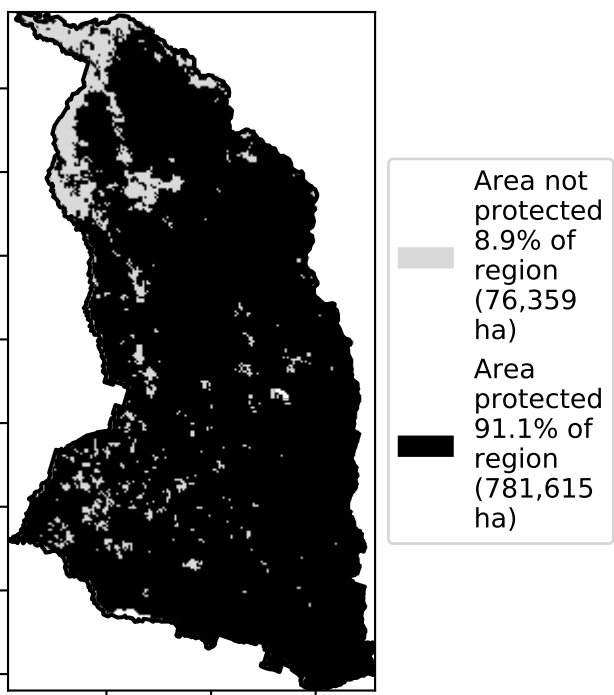 Area not
protected
8.9% of
region
(76,359
ha)
Area
protected
91.1% of
region
(781,615
ha)